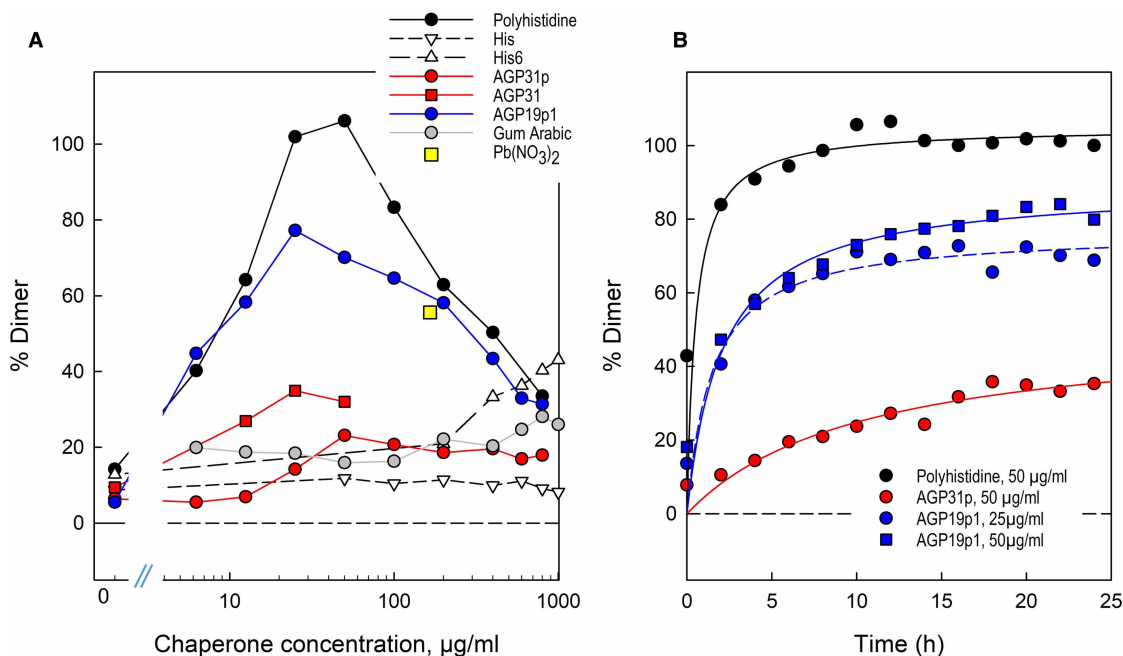 A
Polyhistidine
His
His6
AGP31p
AGP31
AGP19p1
Gum Arabic
Pb(NO3)2
% Dimer
100
80
60
40
20
0
0
//
10
100
1000
Chaperone concentration, µg/ml
B
% Dimer
100
80
60
40
20
0
Polyhistidine, 50 µg/ml
AGP31p, 50 µg/ml
AGP19p1, 25µg/ml
AGP19p1, 50µg/ml
0
5
10
15
20
25
Time (h)